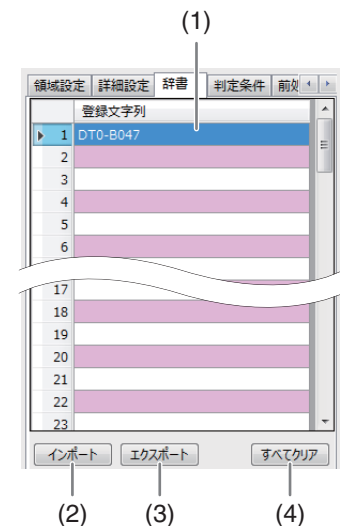 (1)
領域設定 詳細設定 辞書 判定条件 前処
登録文字列
1 DT0-B047
2
3
4
5
6
17
18
19
20
21
22
23
インポート エクスポート すべてクリア
(2) (3) (4)